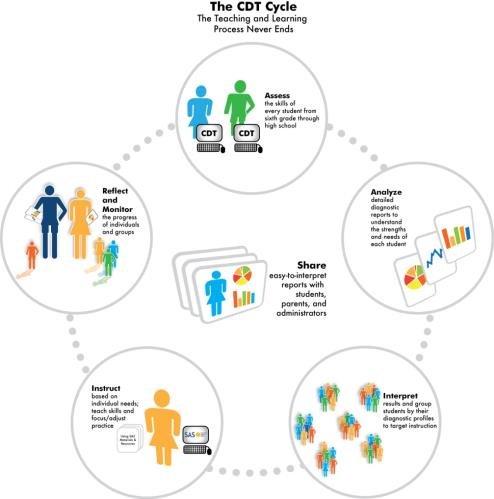 The CDT Cycle
The Teaching and Learning
Process Never Ends
Assess
the skills of
every student from
sixth grade through
high school
CDT
CDT
Analyze
detailed
diagnostic
reports to
understand
the strengths
and needs of
each student
Interpret
results and group
students by their
diagnostic profiles
to target instruction
Instruct
based on
individual needs;
teach skills and
focus/adjust
practice
Using SAS
Materials &
Resources
SAS
Reflect
and
Monitor
the progress
of individuals
and groups
Share
easy-to-interpret
reports with
students,
parents, and
administrators